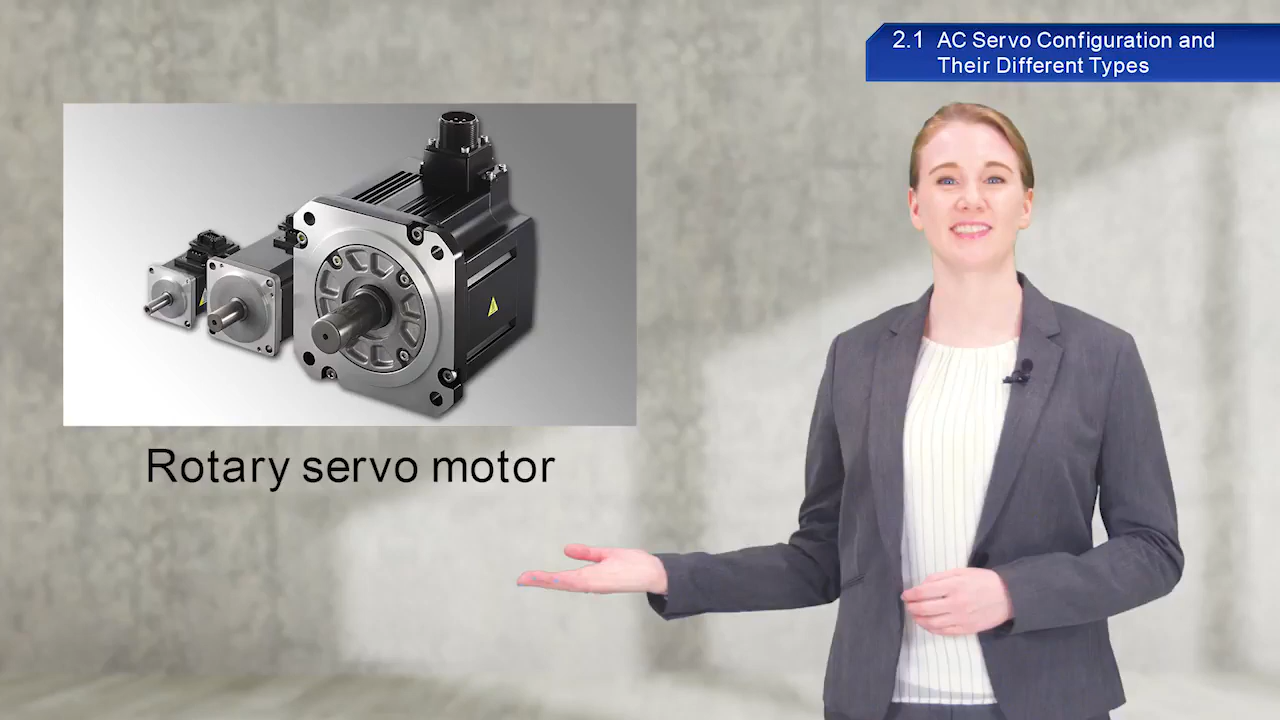 2.1 AC Servo Configuration and
Their Different Types
Rotary servo motor